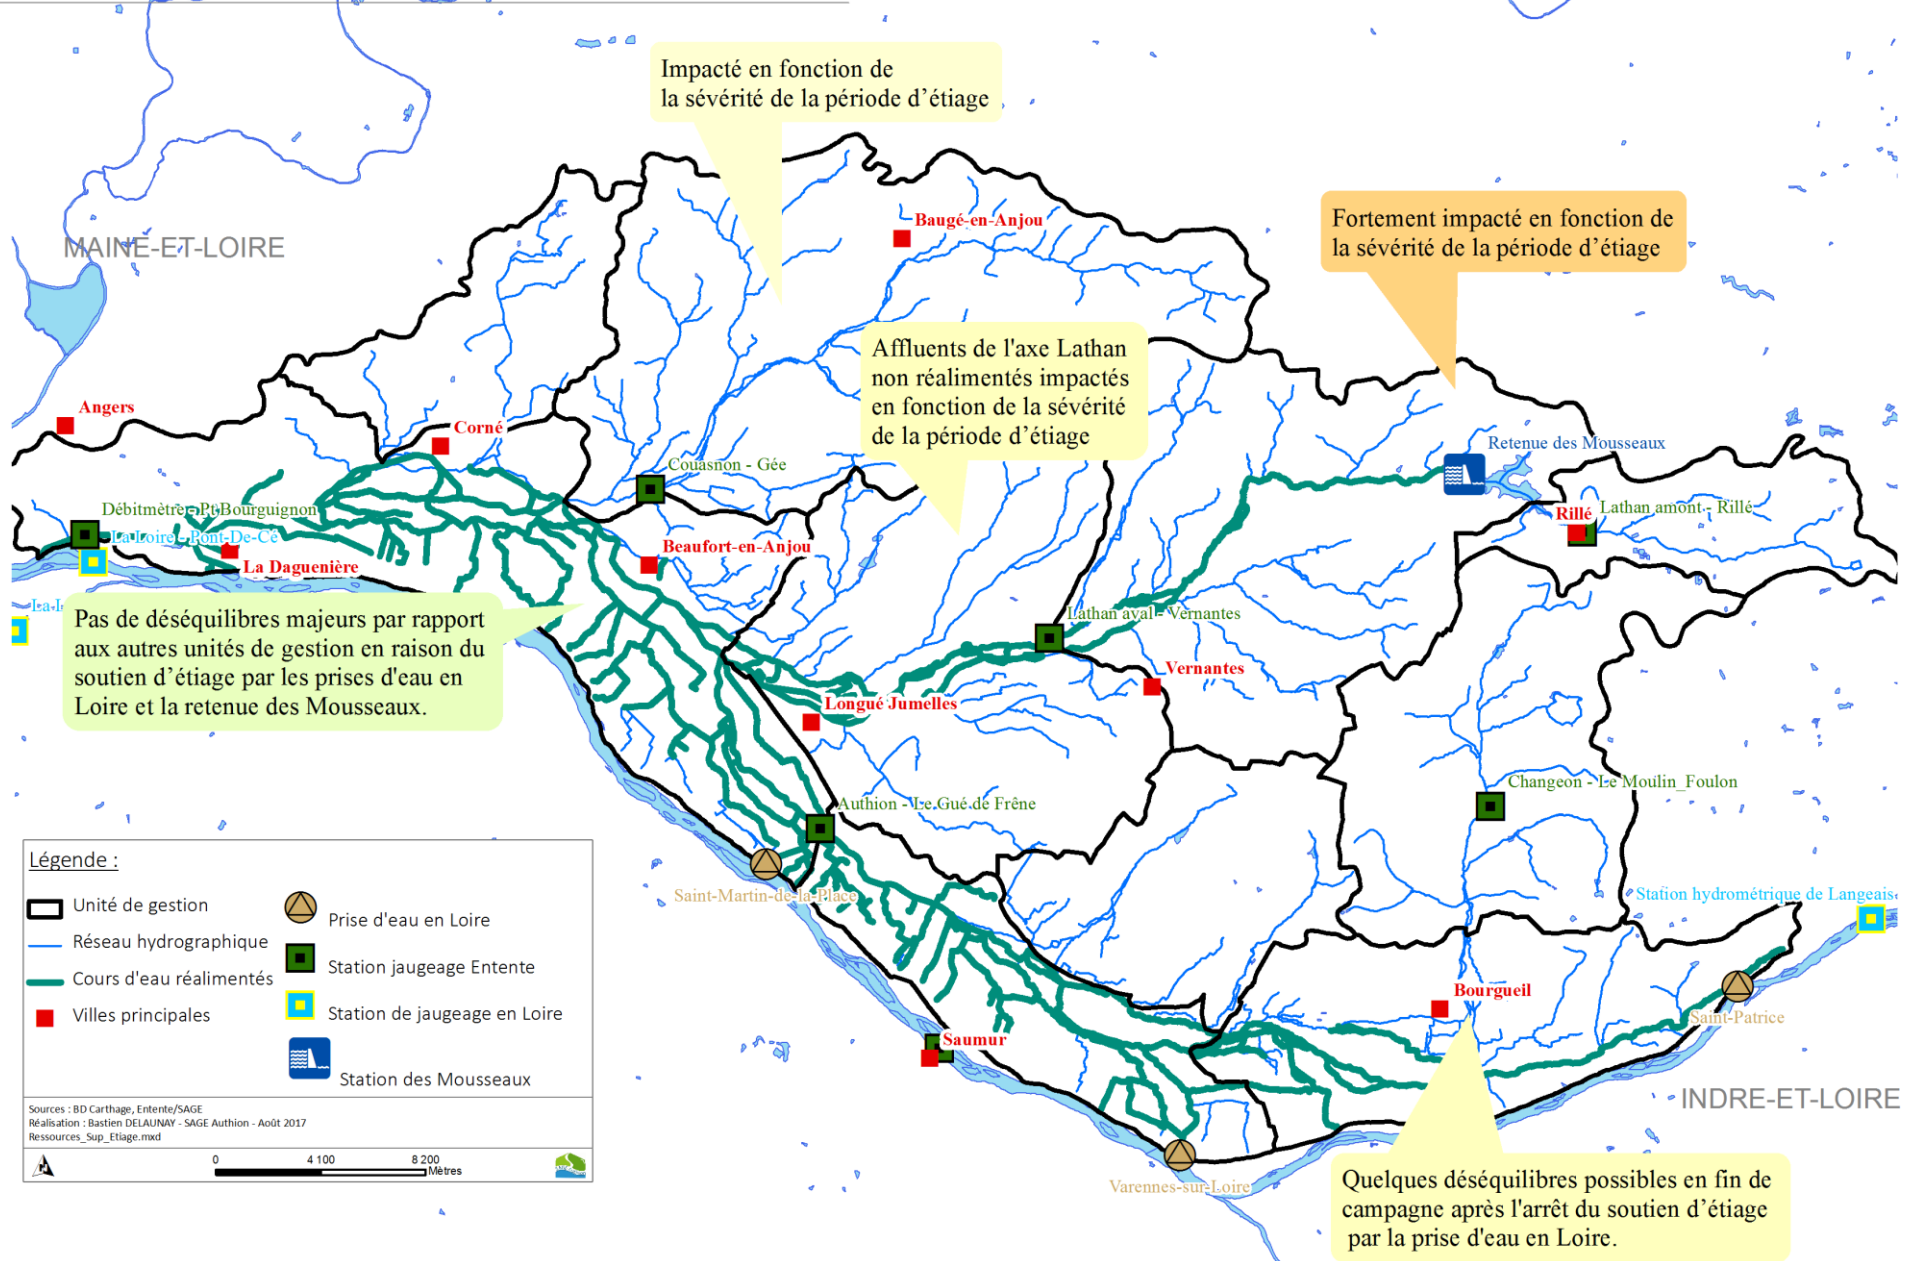 Impacté en fonction de
la sévérité de la période d’étiage
Baugé-en-Anjou
Fortement impacté en fonction de
la sévérité de la période d’étiage
MAINE-ET-LOIRE
Affluents de l'axe Lathan
non réalimentés impactés
en fonction de la sévérité
de la période d’étiage
Angers
Corné
Retenue des Mousseaux
Couasnon - Gée
Débitmètre - Pt Bourguignon
Rillé
Lathan amont - Rillé
La Loire - Pont-De-Cé
Beaufort-en-Anjou
La Daguenière
Pas de déséquilibres majeurs par rapport
aux autres unités de gestion en raison du
soutien d’étiage par les prises d'eau en
Loire et la retenue des Mousseaux.
Lathan aval - Vernantes
Vernantes
Longué Jumelles
Changeon - Le Moulin_Foulon
Authion - Le Gué de Frêne
Saint-Martin-de-la-Place
Station hydrométrique de Langeais
Bourgueil
Saint-Patrice
Saumur
INDRE-ET-LOIRE
Varennes-sur-Loire
Quelques déséquilibres possibles en fin de
campagne après l'arrêt du soutien d’étiage
par la prise d'eau en Loire.
Légende :
Unité de gestion
Réseau hydrographique
Cours d'eau réalimentés
Villes principales
Prise d'eau en Loire
Station jaugeage Entente
Station de jaugeage en Loire
Station des Mousseaux
Sources : BD Carthage, Entente/SAGE
Réalisation : Bastien DELAUNAY - SAGE Authion - Août 2017
Ressources_Sup_Etiage.mxd
0 4 100 8 200
Mètres